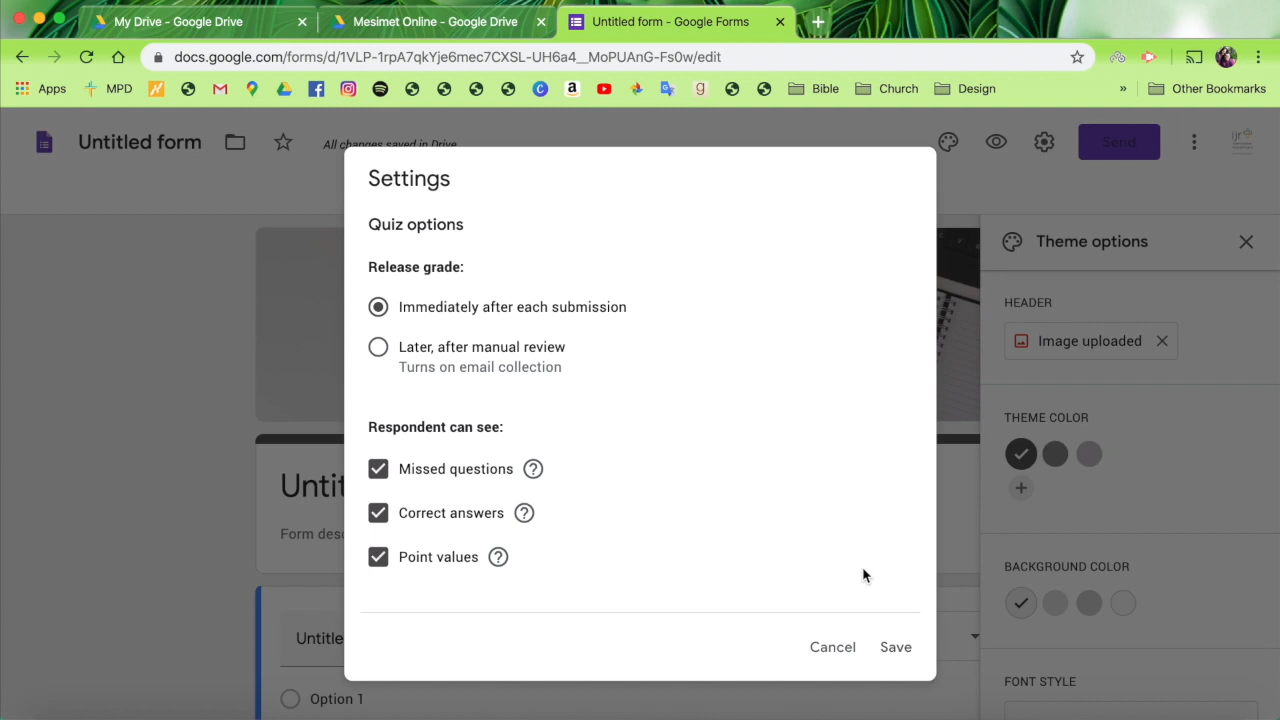 My Drive - Google Drive
Mesimet Online - Google Drive
Untitled form - Google Forms
docs.google.com/forms/d/1VLP-1rpA7qkYje6mec7CXSL-UH6a4__MoPUAnG-Fs0w/edit
Apps MPD Bible Church Design » Other Bookmarks
Untitled form All changes saved in Drive Send
Settings
Quiz options
Release grade:
Immediately after each submission
Later, after manual review
Turns on email collection
Respondent can see:
Missed questions
Correct answers
Point values
Cancel Save
Untit
Form des
Untitle
Option 1
Theme options
HEADER
Image uploaded
THEME COLOR
BACKGROUND COLOR
FONT STYLE